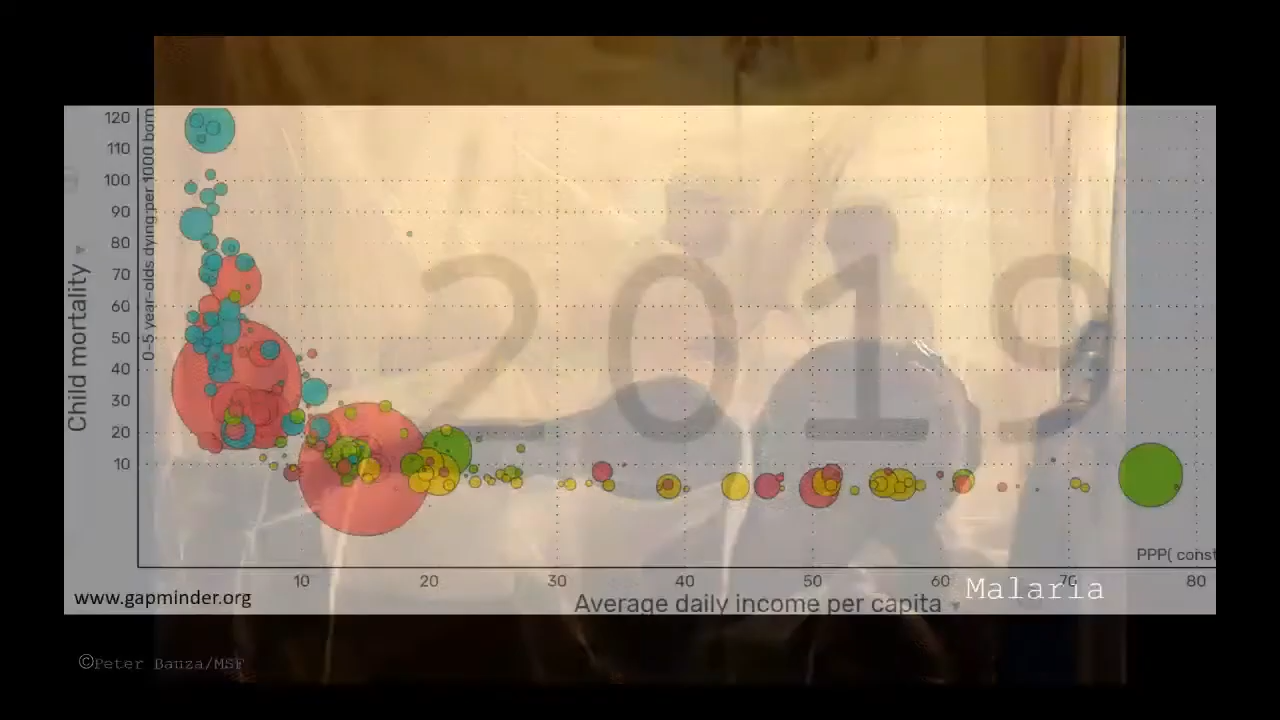 120
110
100
90
80
70
60
50
40
30
20
10
Child mortality
0-5 year-olds dying per 1000 born
2019
PPP( const
10 20 30 40 50 60 70 80
Average daily income per capita
www.gapminder.org
Malaria
©Peter Bauza/MSF